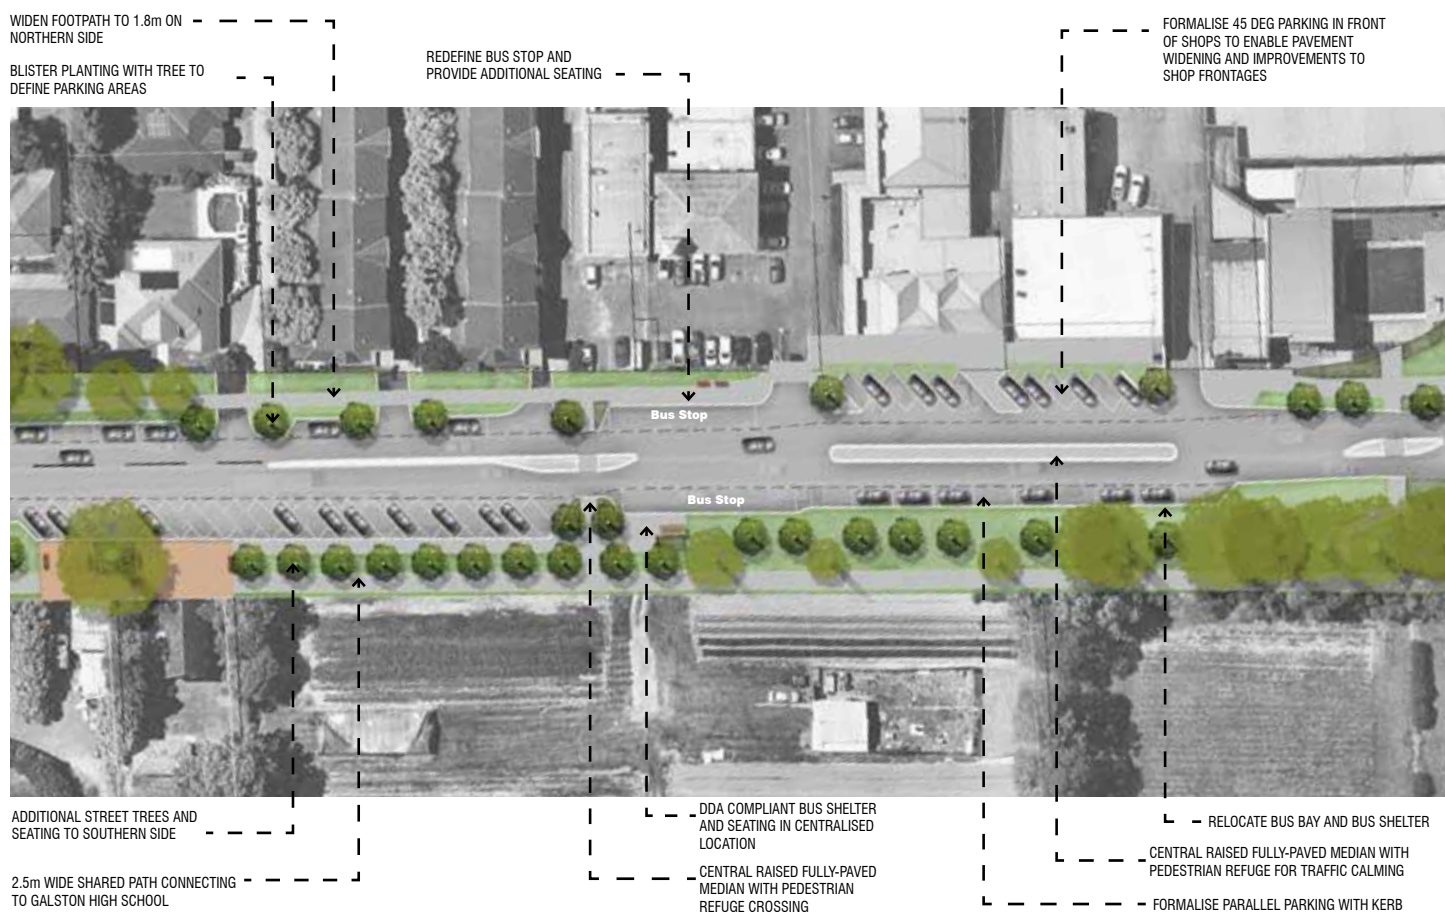 WIDEN FOOTPATH TO 1.8m ON
NORTHERN SIDE
BLISTER PLANTING WITH TREE TO
DEFINE PARKING AREAS
REDEFINE BUS STOP AND
PROVIDE ADDITIONAL SEATING
FORMALISE 45 DEG PARKING IN FRONT
OF SHOPS TO ENABLE PAVEMENT
WIDENING AND IMPROVEMENTS TO
SHOP FRONTAGES
Bus Stop
Bus Stop
ADDITIONAL STREET TREES AND
SEATING TO SOUTHERN SIDE
2.5m WIDE SHARED PATH CONNECTING
TO GALSTON HIGH SCHOOL
DDA COMPLIANT BUS SHELTER
AND SEATING IN CENTRALISED
LOCATION
CENTRAL RAISED FULLY-PAVED
MEDIAN WITH PEDESTRIAN
REFUGE CROSSING
RELOCATE BUS BAY AND BUS SHELTER
CENTRAL RAISED FULLY-PAVED MEDIAN WITH
PEDESTRIAN REFUGE FOR TRAFFIC CALMING
FORMALISE PARALLEL PARKING WITH KERB